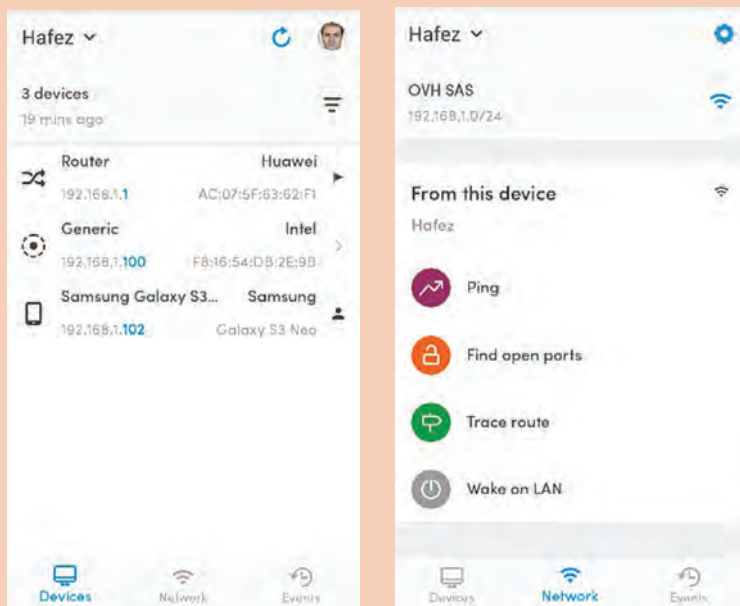 Hafez
3 devices
19 mins ago
Router Huawei
192.168.1.1 AC:07:5F:63:62:F1
Generic Intel
192.168.1.100 F8:16:54:DB:2E:9B
Samsung Galaxy S3... Samsung
192.168.1.102 Galaxy S3 Neo
Devices Network Events
Hafez
OVH SAS
192.168.1.0/24
From this device
Hafez
Ping
Find open ports
Trace route
Wake on LAN
Devices Network Events